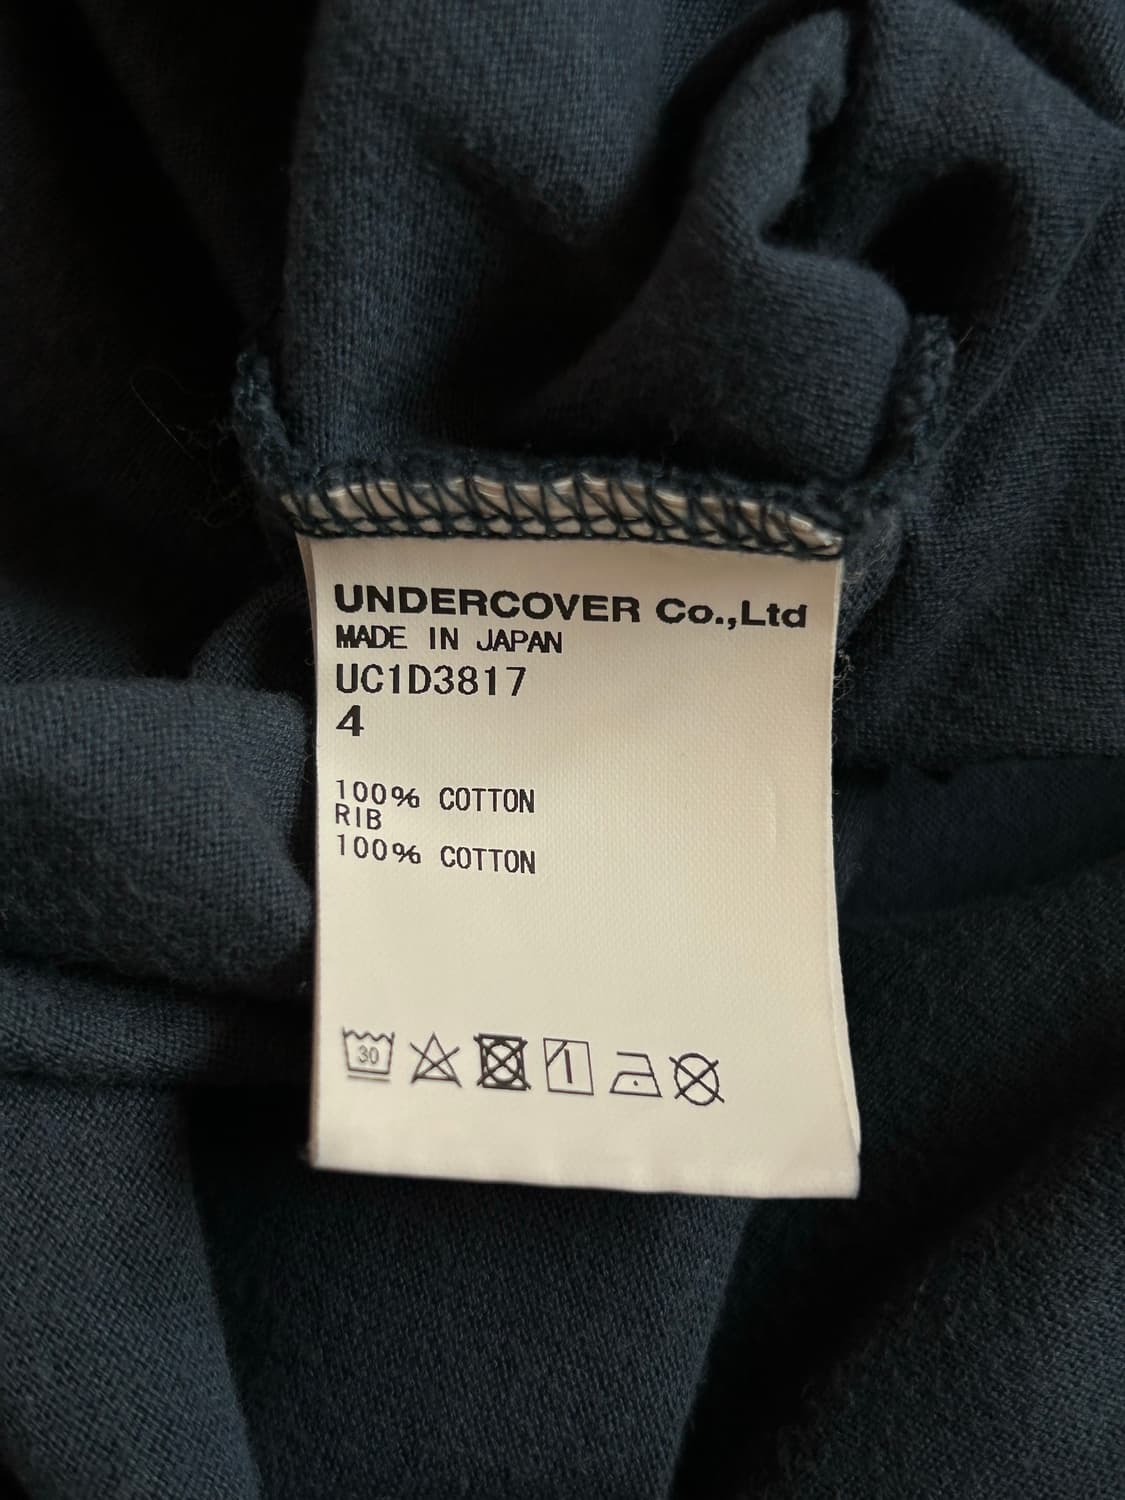 UNDERCOVER Co.,Ltd
MADE IN JAPAN
UC1D3817
4
100% COTTON
RIB
100% COTTON
30